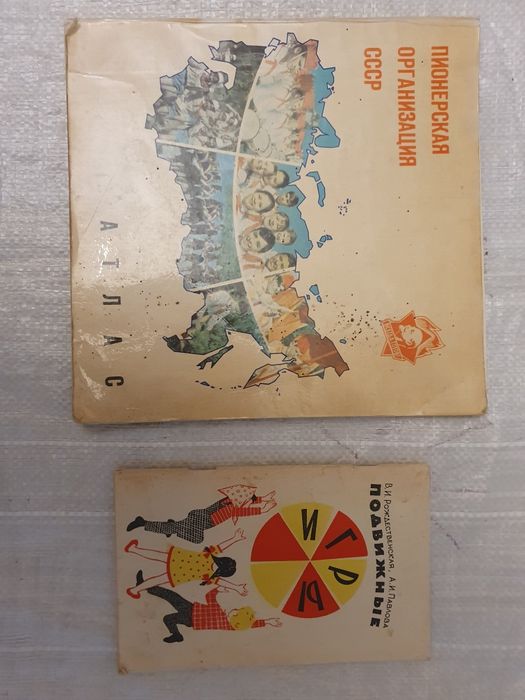 ПИОНЕРСКАЯ
ОРГАНИЗАЦИЯ
СССР
АТЛАС
В.И. РОЖДЕСТВЕНСКАЯ, А.И. ПАВЛОВА
ПОДВИЖНЫЕ
ИГРЫ